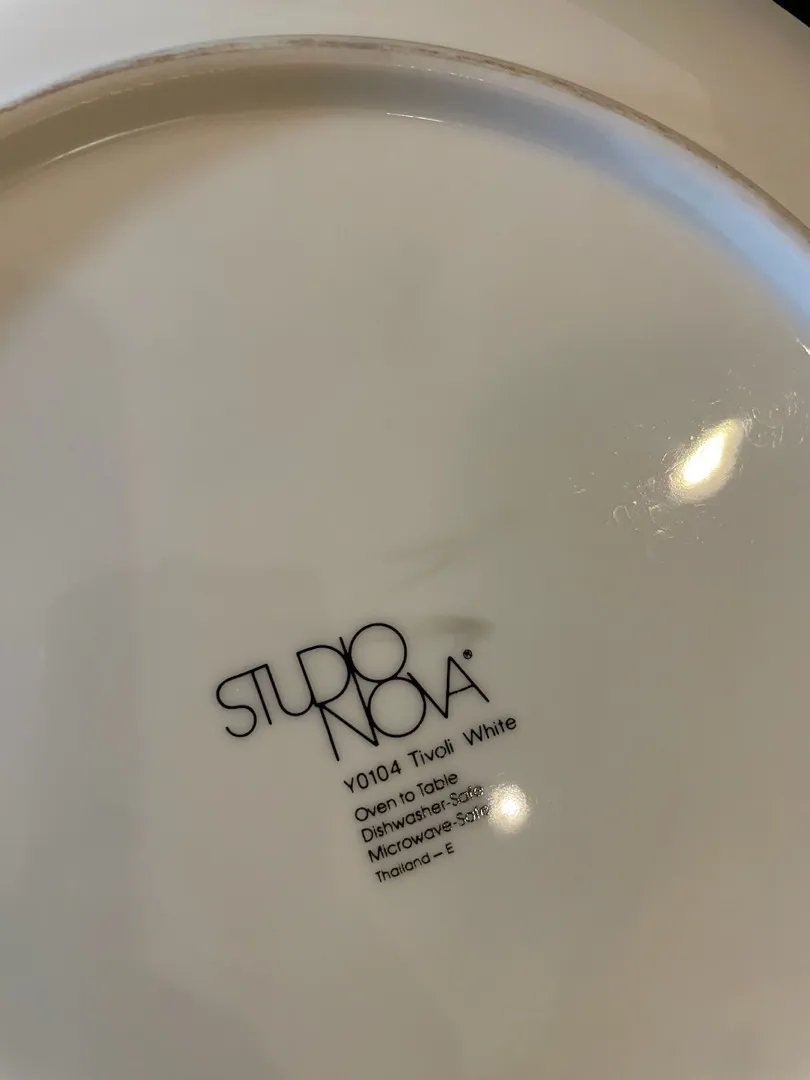 STUDIO
NOVA®
Y0104 Tivoli White
Oven to Table
Dishwasher-Safe
Microwave-Safe
Thailand – E